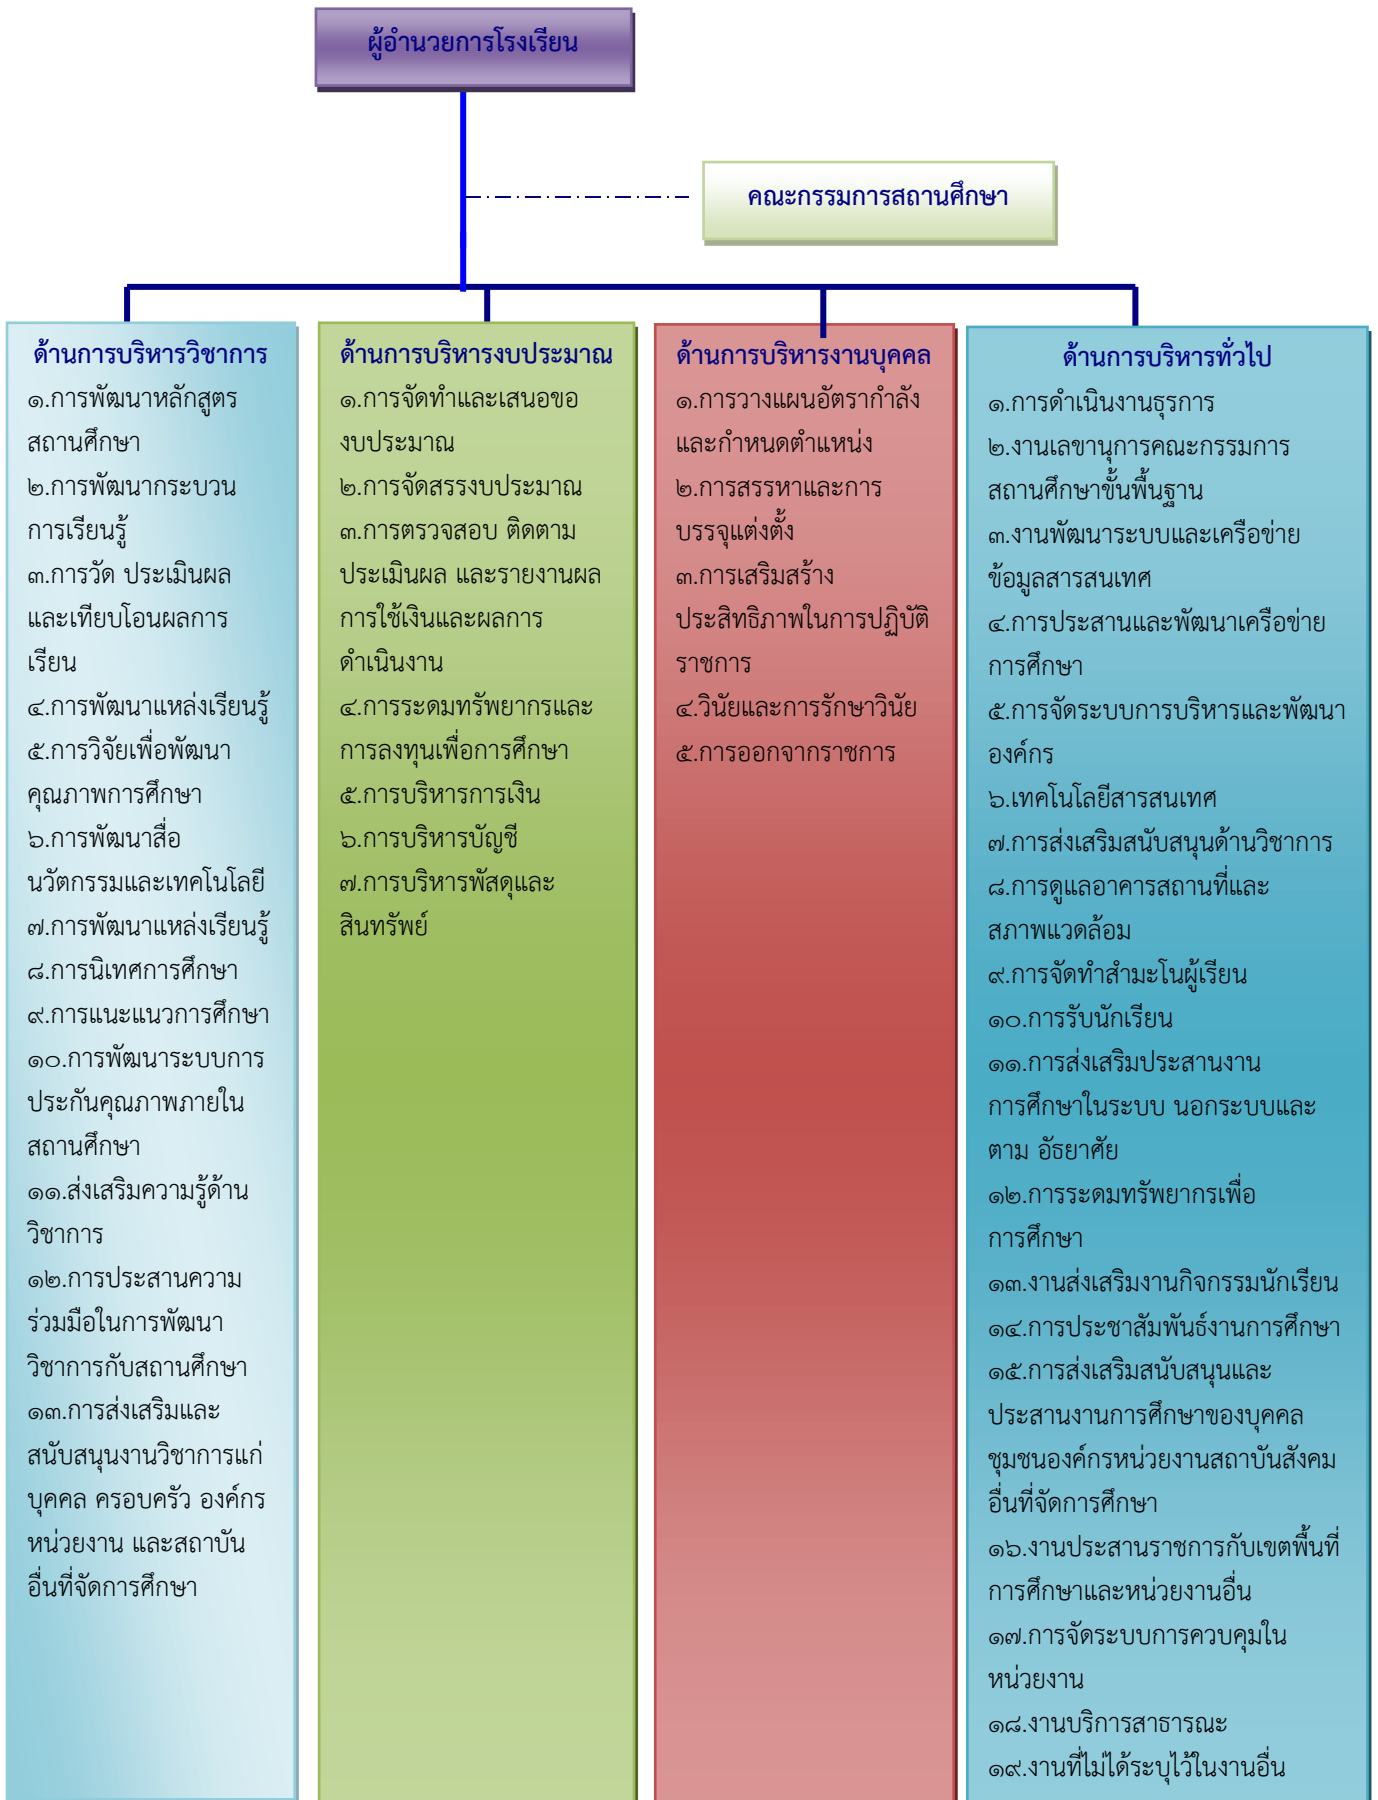 ผู้อำนวยการโรงเรียน
คณะกรรมการสถานศึกษา
ด้านการบริหารวิชาการ
๑.การพัฒนาหลักสูตร
สถานศึกษา
๒.การพัฒนากระบวน
การเรียนรู้
๓.การวัด ประเมินผล
และเทียบโอนผลการ
เรียน
๔.การพัฒนาแหล่งเรียนรู้
๕.การวิจัยเพื่อพัฒนา
คุณภาพการศึกษา
๖.การพัฒนาสื่อ
นวัตกรรมและเทคโนโลยี
๗.การพัฒนาแหล่งเรียนรู้
๘.การนิเทศการศึกษา
๙.การแนะแนวการศึกษา
๑๐.การพัฒนาระบบการ
ประกันคุณภาพภายใน
สถานศึกษา
๑๑.ส่งเสริมความรู้ด้าน
วิชาการ
๑๒.การประสานความ
ร่วมมือในการพัฒนา
วิชาการกับสถานศึกษา
๑๓.การส่งเสริมและ
สนับสนุนงานวิชาการแก่
บุคคล ครอบครัว องค์กร
หน่วยงาน และสถาบัน
อื่นที่จัดการศึกษา
ด้านการบริหารงบประมาณ
๑.การจัดทำและเสนอขอ
งบประมาณ
๒.การจัดสรรงบประมาณ
๓.การตรวจสอบ ติดตาม
ประเมินผล และรายงานผล
การใช้เงินและผลการ
ดำเนินงาน
๔.การระดมทรัพยากรและ
การลงทุนเพื่อการศึกษา
๕.การบริหารการเงิน
๖.การบริหารบัญชี
๗.การบริหารพัสดุและ
สินทรัพย์
ด้านการบริหารงานบุคคล
๑.การวางแผนอัตรากำลัง
และกำหนดตำแหน่ง
๒.การสรรหาและการ
บรรจุแต่งตั้ง
๓.การเสริมสร้าง
ประสิทธิภาพในการปฏิบัติ
ราชการ
๔.วินัยและการรักษาวินัย
๕.การออกจากราชการ
ด้านการบริหารทั่วไป
๑.การดำเนินงานธุรการ
๒.งานเลขานุการคณะกรรมการ
สถานศึกษาขั้นพื้นฐาน
๓.งานพัฒนาระบบและเครือข่าย
ข้อมูลสารสนเทศ
๔.การประสานและพัฒนาเครือข่าย
การศึกษา
๕.การจัดระบบการบริหารและพัฒนา
องค์กร
๖.เทคโนโลยีสารสนเทศ
๗.การส่งเสริมสนับสนุนด้านวิชาการ
๘.การดูแลอาคารสถานที่และ
สภาพแวดล้อม
๙.การจัดทำสำมะโนผู้เรียน
๑๐.การรับนักเรียน
๑๑.การส่งเสริมประสานงาน
การศึกษาในระบบ นอกระบบและ
ตาม อัธยาศัย
๑๒.การระดมทรัพยากรเพื่อ
การศึกษา
๑๓.งานส่งเสริมงานกิจกรรมนักเรียน
๑๔.การประชาสัมพันธ์งานการศึกษา
๑๕.การส่งเสริมสนับสนุนและ
ประสานงานการศึกษาของบุคคล
ชุมชนองค์กรหน่วยงานสถาบันสังคม
อื่นที่จัดการศึกษา
๑๖.งานประสานราชการกับเขตพื้นที่
การศึกษาและหน่วยงานอื่น
๑๗.การจัดระบบการควบคุมใน
หน่วยงาน
๑๘.งานบริการสาธารณะ
๑๙.งานที่ไม่ได้ระบุไว้ในงานอื่น